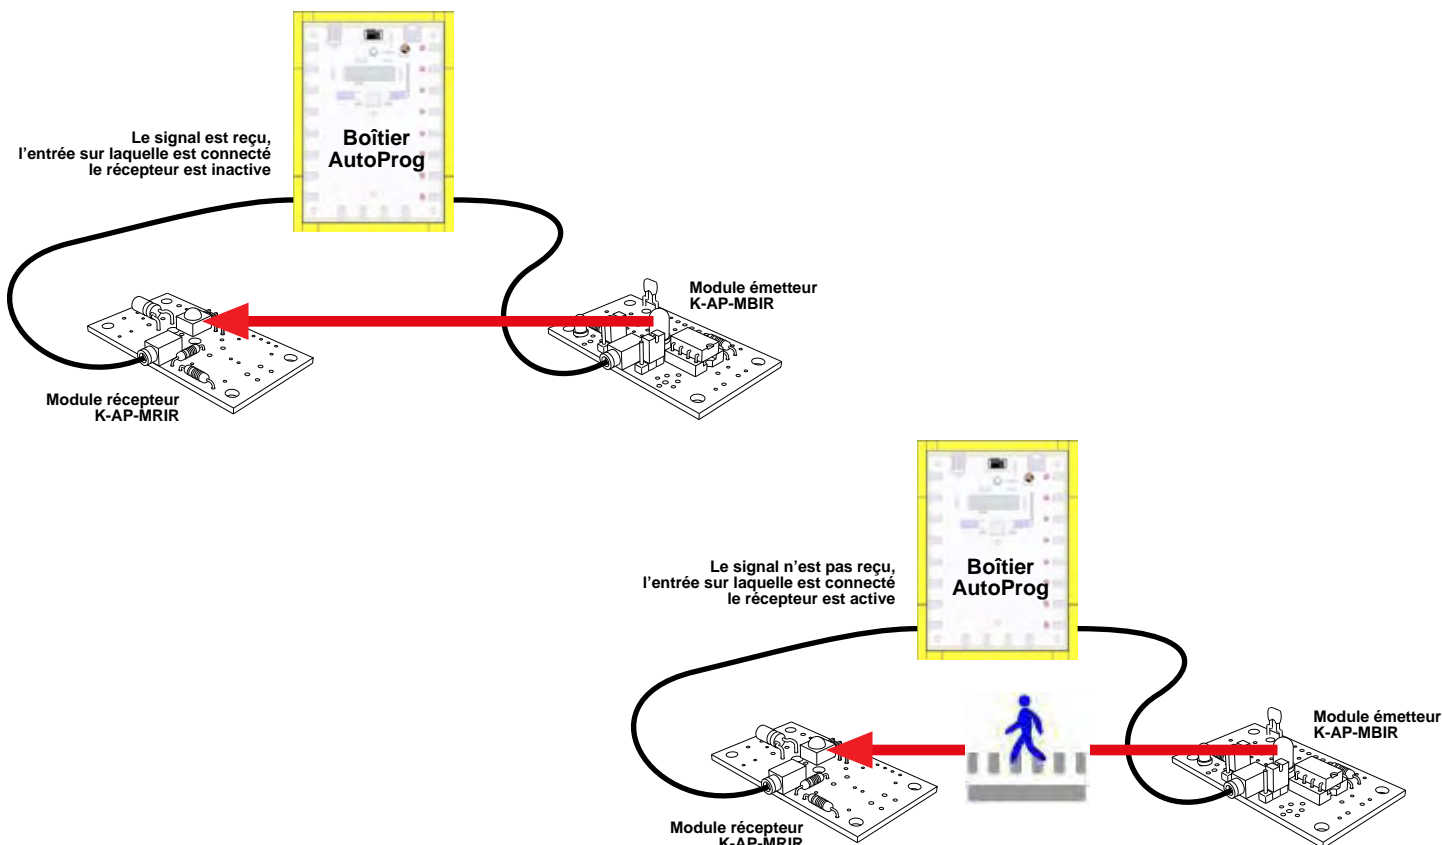 Le signal est reçu,
l'entrée sur laquelle est connecté
le récepteur est inactive
Boîtier
AutoProg
Module émetteur
K-AP-MBIR
Module récepteur
K-AP-MRIR
Le signal n'est pas reçu,
l'entrée sur laquelle est connecté
le récepteur est active
Boîtier
AutoProg
Module émetteur
K-AP-MBIR
Module récepteur
K-AP-MRIR